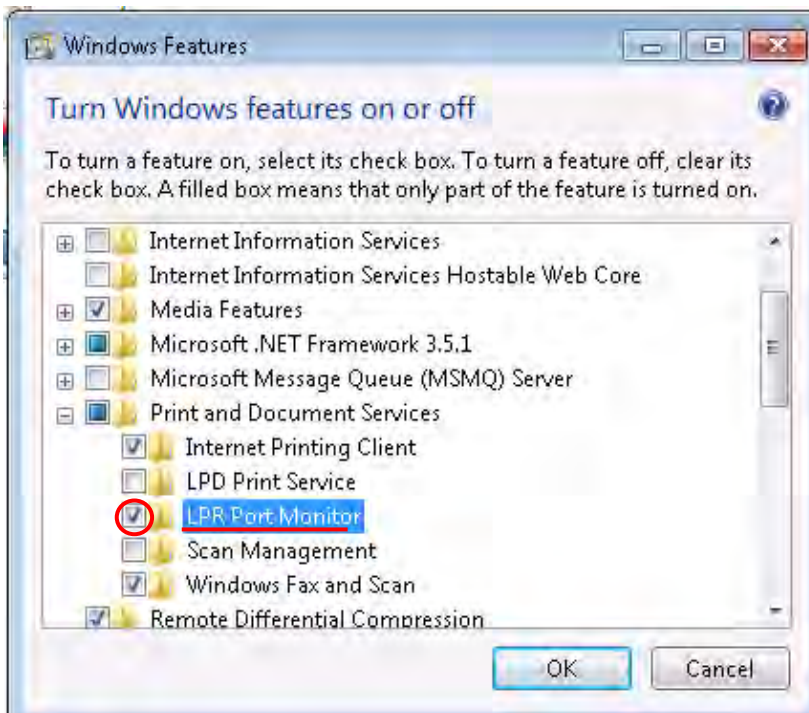 Windows Features
Turn Windows features on or off
To turn a feature on, select its check box. To turn a feature off, clear its
check box. A filled box means that only part of the feature is turned on.
Internet Information Services
Internet Information Services Hostable Web Core
Media Features
Microsoft .NET Framework 3.5.1
Microsoft Message Queue (MSMQ) Server
Print and Document Services
Internet Printing Client
LPD Print Service
LPR Port Monitor
Scan Management
Windows Fax and Scan
Remote Differential Compression
OK Cancel